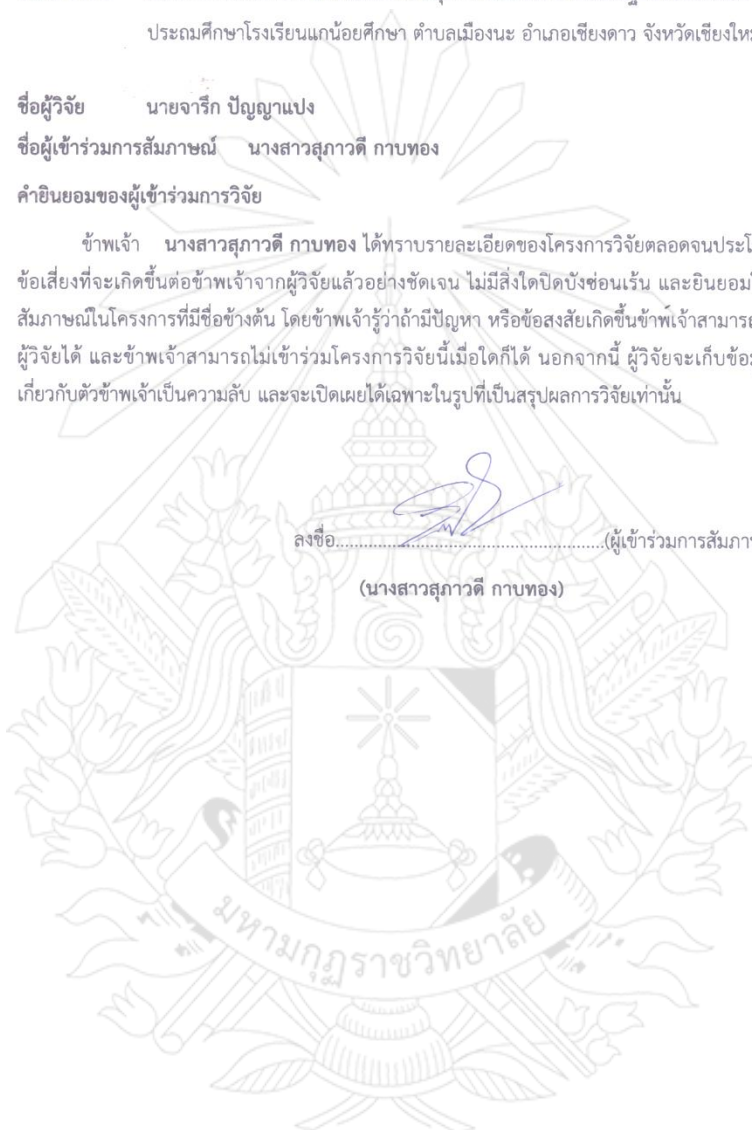 ประถมศึกษาโรงเรียนแกน้อยศึกษา ตำบลเมืองนะ อำเภอเชียงดาว จังหวัดเชียงให
ชื่อผู้วิจัย นายจารึก ปัญญาแปง
ชื่อผู้เข้าร่วมการสัมภาษณ์ นางสาวสุภาวดี กาบทอง
คำยินยอมของผู้เข้าร่วมการวิจัย
ข้าพเจ้า นางสาวสุภาวดี กาบทอง ได้ทราบรายละเอียดของโครงการวิจัยตลอดจนประโ
ข้อเสี่ยงที่จะเกิดขึ้นต่อข้าพเจ้าจากผู้วิจัยแล้วอย่างชัดเจน ไม่มีสิ่งใดปิดบังซ่อนเร้น และยินยอม
สัมภาษณ์ในโครงการที่มีชื่อข้างต้น โดยข้าพเจ้ารู้ว่าถ้ามีปัญหา หรือข้อสงสัยเกิดขึ้นข้าพเจ้าสามารถ
ผู้วิจัยได้ และข้าพเจ้าสามารถไม่เข้าร่วมโครงการวิจัยนี้เมื่อใดก็ได้ นอกจากนี้ ผู้วิจัยจะเก็บข้อ
เกี่ยวกับตัวข้าพเจ้าเป็นความลับ และจะเปิดเผยได้เฉพาะในรูปที่เป็นสรุปผลการวิจัยเท่านั้น
ลงชื่อ..........................................................(ผู้เข้าร่วมการสัมภา
(นางสาวสุภาวดี กาบทอง)
มหามกุฏราชวิทยาลัย